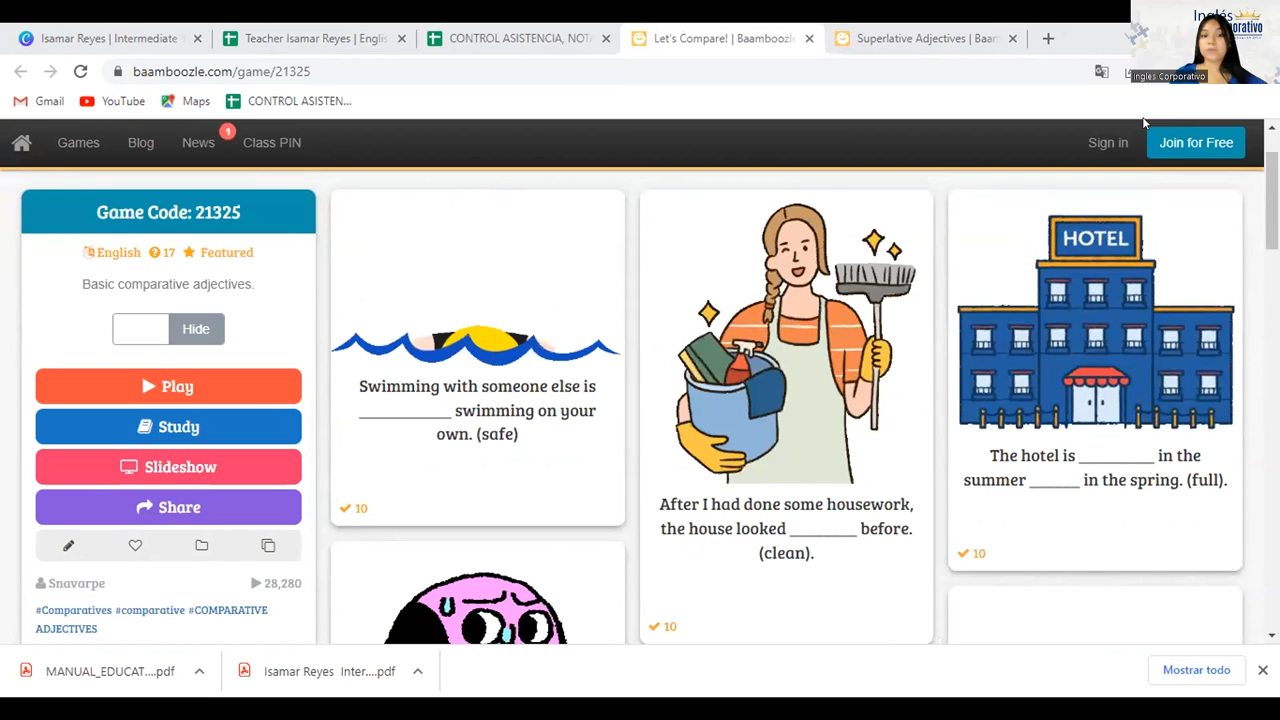 Inglés
Corporativo
Isamar Reyes | Intermediate
Teacher Isamar Reyes | Englis
CONTROL ASISTENCIA, NOTA
Let's Compare! | Baamboozle
Superlative Adjectives | Baam
baamboozle.com/game/21325
Inglés Corporativo
Gmail
YouTube
Maps
CONTROL ASISTEN...
Games
Blog
News
1
Class PIN
Sign in
Join for Free
Game Code: 21325
English
17
Featured
Basic comparative adjectives.
Hide
Play
Study
Slideshow
Share
Snavarpe
28,280
#Comparatives #comparative #COMPARATIVE
ADJECTIVES
Swimming with someone else is
___________ swimming on your
own. (safe)
10
After I had done some housework,
the house looked ________ before.
(clean).
10
HOTEL
The hotel is _________ in the
summer ______ in the spring. (full).
10
MANUAL_EDUCAT....pdf
Isamar Reyes Inter....pdf
Mostrar todo